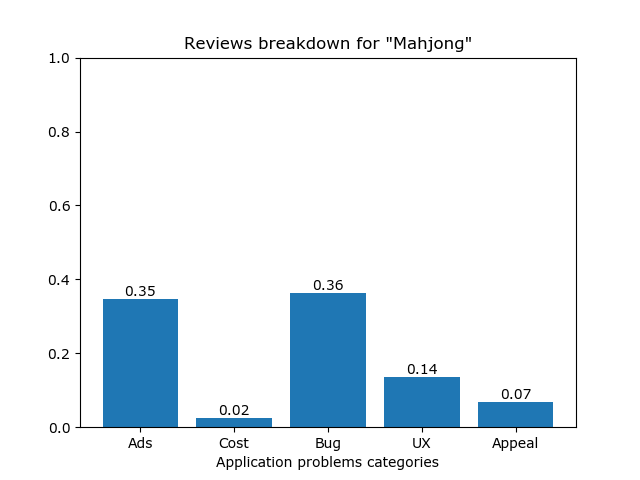 Reviews breakdown for "Mahjong"
1.0
0.8
0.6
0.4
0.2
0.0
0.35
0.02
0.36
0.14
0.07
Ads
Cost
Bug
UX
Appeal
Application problems categories